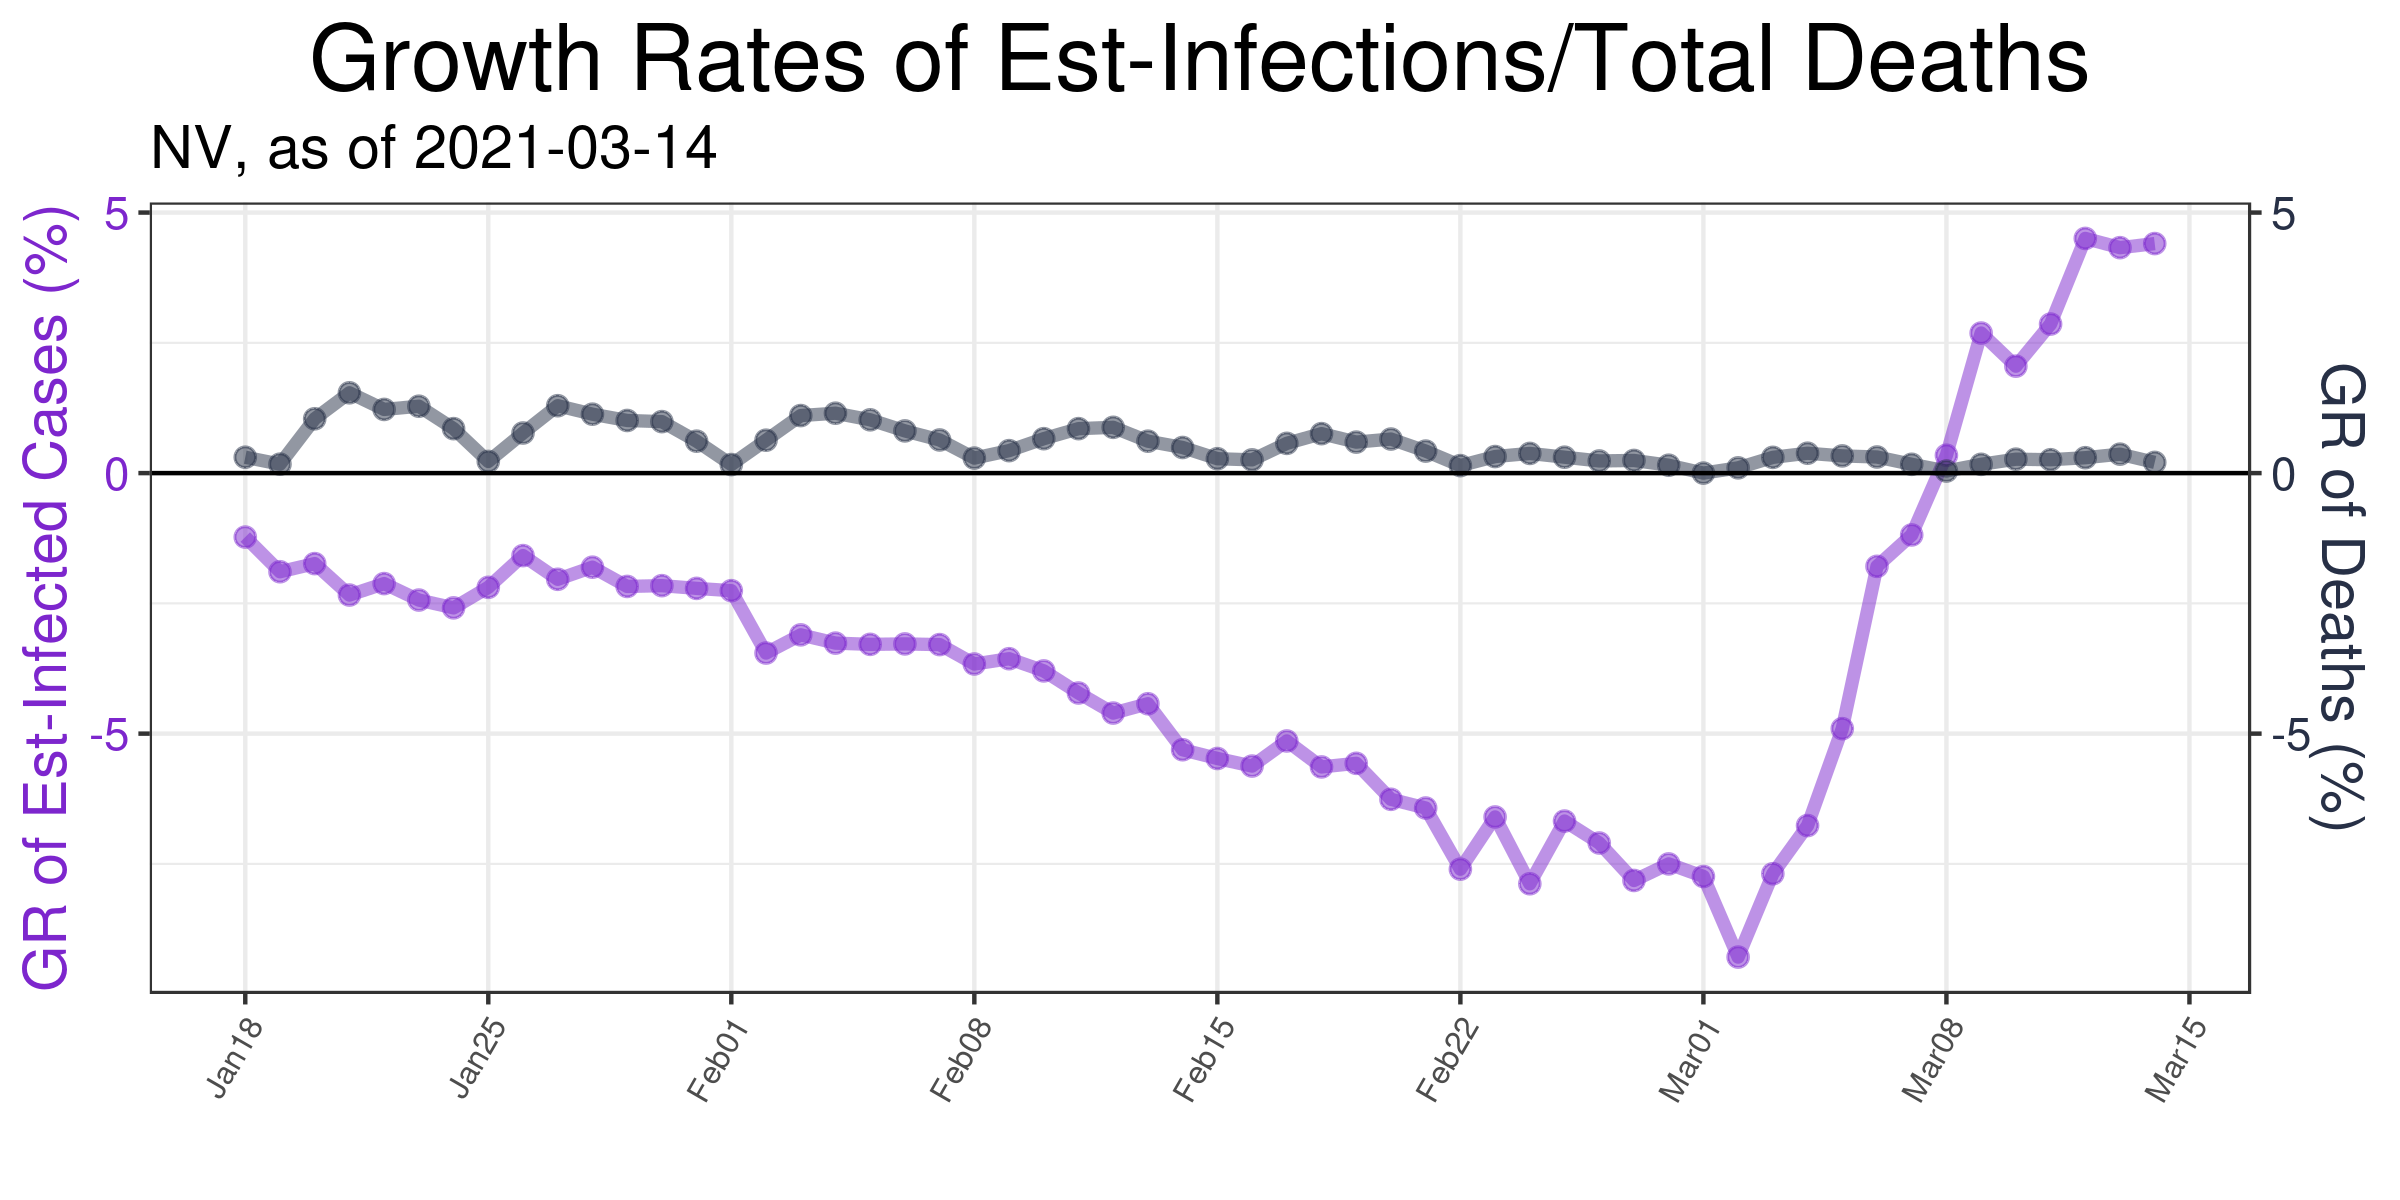 Growth Rates of Est-Infections/Total Deaths
NV, as of 2021-03-14
GR of Est-Infected Cases (%)
5
0
-5
5
0
-5
GR of Deaths (%)
Jan18
Jan25
Feb01
Feb08
Feb15
Feb22
Mar01
Mar08
Mar15